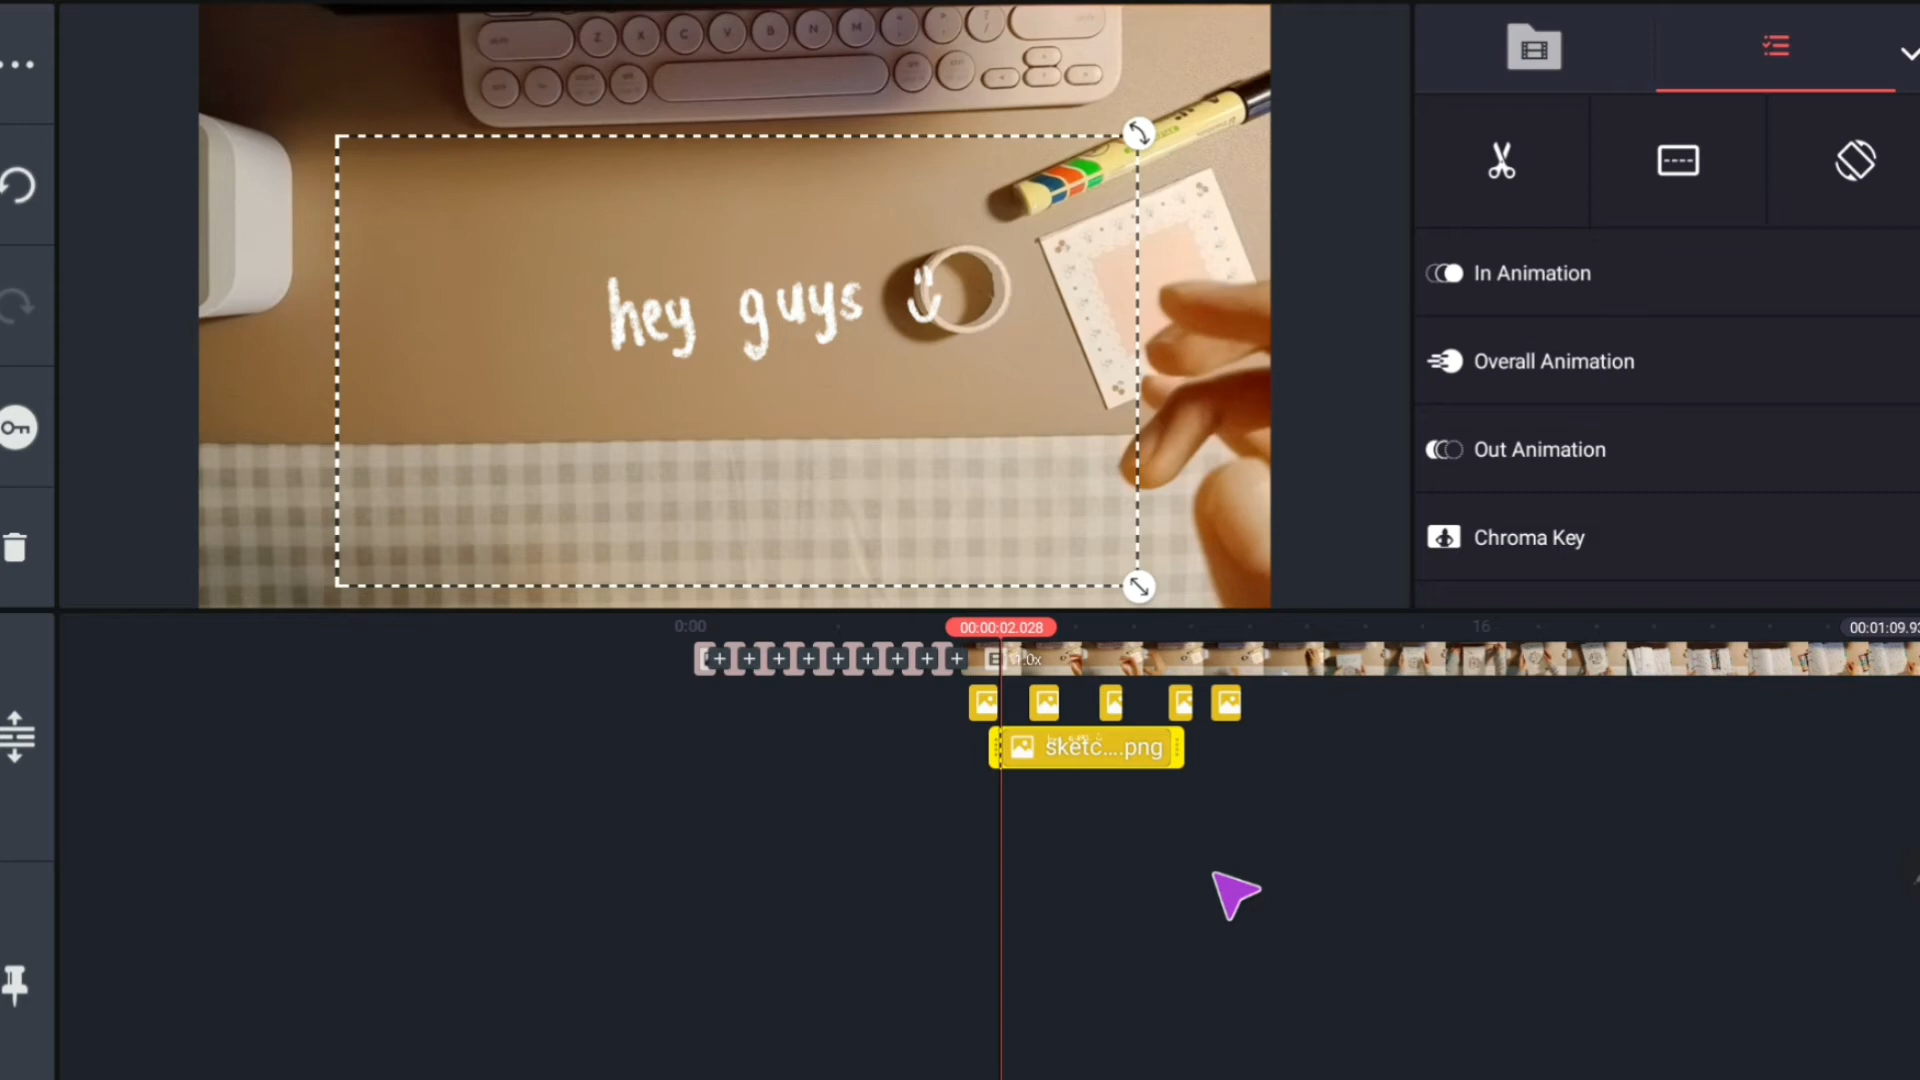 Z X C V B N M
hey guys :)
In Animation
Overall Animation
Out Animation
Chroma Key
0:00
00:00:02.028
16
00:01:09.93
1.0x
sketc....png